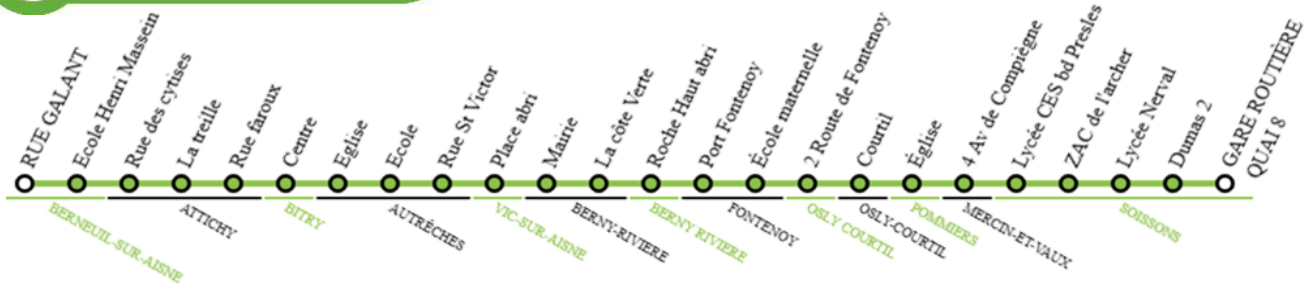 RUE GALANT
Ecole Henri Massein
Rue des cytises
La treille
Rue faroux
Centre
Eglise
Ecole
Rue St Victor
Place abri
Mairie
La côte Verte
Roche Haut abri
Port Fontenoy
École maternelle
2 Route de Fontenoy
Courtil
Église
4 Av de Compiègne
Lycée CES bd Presles
ZAC de l'archer
Lycée Nerval
Dumas 2
GARE ROUTIÈRE
QUAI 8
BERNEUIL-SUR-AISNE
ATTICHY
BITRY
AUTRÊCHES
VIC-SUR-AISNE
BERNY-RIVIERE
BERNY RIVIERE
FONTENOY
OSLY COURTIL
OSLY-COURTIL
POMMIERS
MERCIN-ET-VAUX
SOISSONS